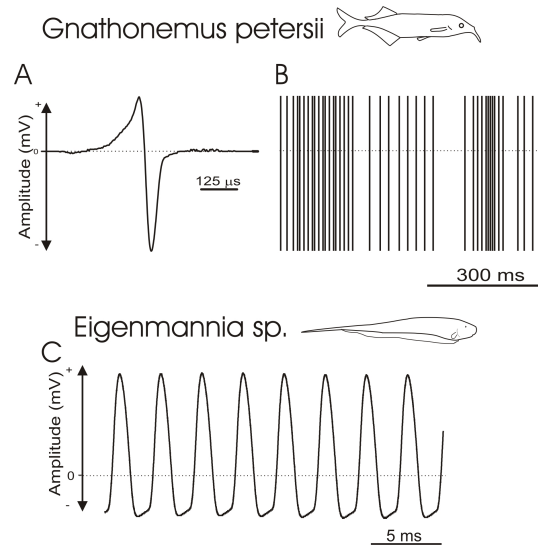 Gnathonemus petersii
A
B
+
Amplitude (mV)
0
-
125 µs
300 ms
Eigenmannia sp.
C
+
Amplitude (mV)
0
-
5 ms